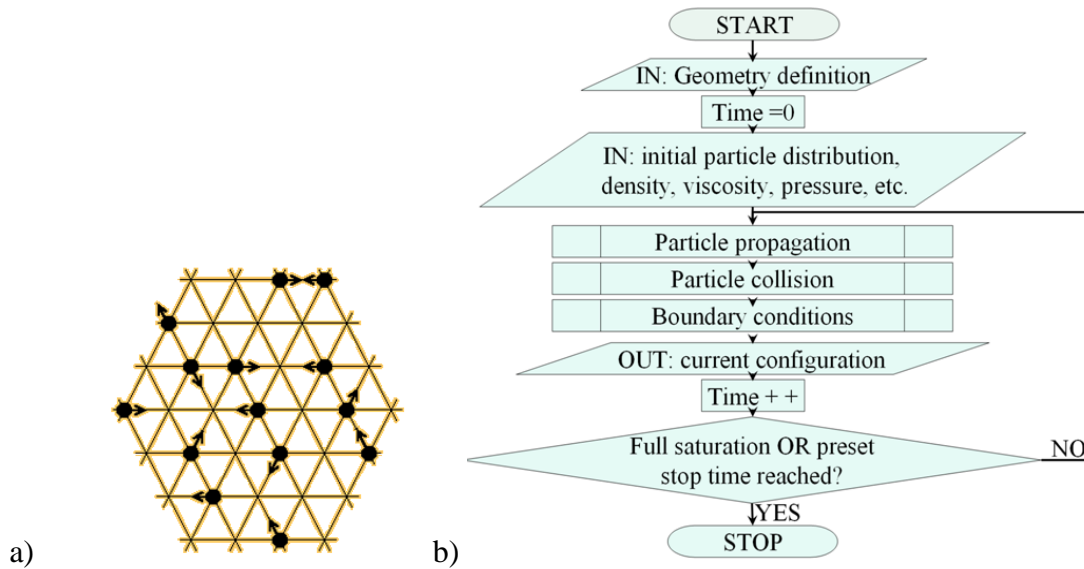 START
IN: Geometry definition
Time =0
IN: initial particle distribution,
density, viscosity, pressure, etc.
Particle propagation
Particle collision
Boundary conditions
OUT: current configuration
Time + +
Full saturation OR preset
stop time reached?
NO
YES
STOP
a)
b)